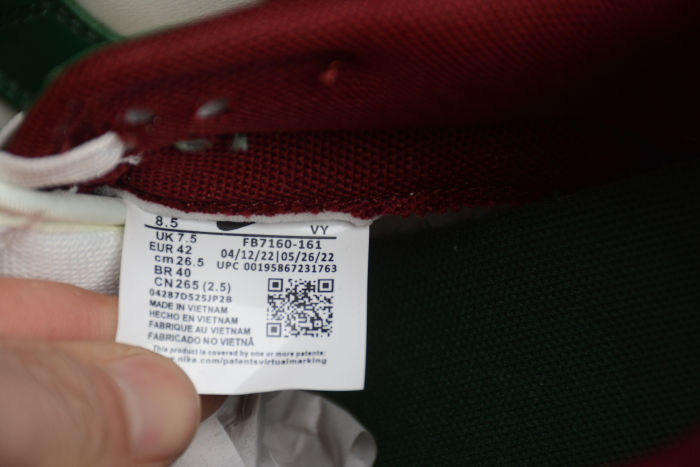 8.5 VY
UK 7.5 FB7160-161
EUR 42 04/12/22|05/26/22
cm 26.5 UPC 00195867231763
BR 40
CN 265 (2.5)
04287D525JP2B
MADE IN VIETNAM
HECHO EN VIETNAM
FABRIQUE AU VIETNAM
FABRICADO NO VIETNÃ
This product is covered by one or more patents:
www.nike.com/patentsvirtualmarking